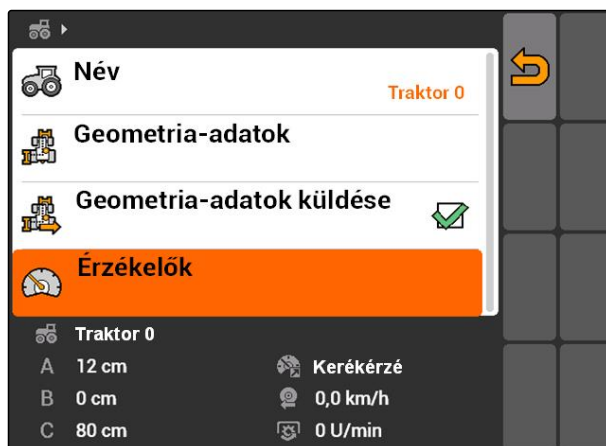 Név
Traktor 0
Geometria-adatok
Geometria-adatok küldése
Érzékelők
Traktor 0
A 12 cm Kerékérzé
B 0 cm 0,0 km/h
C 80 cm 0 U/min